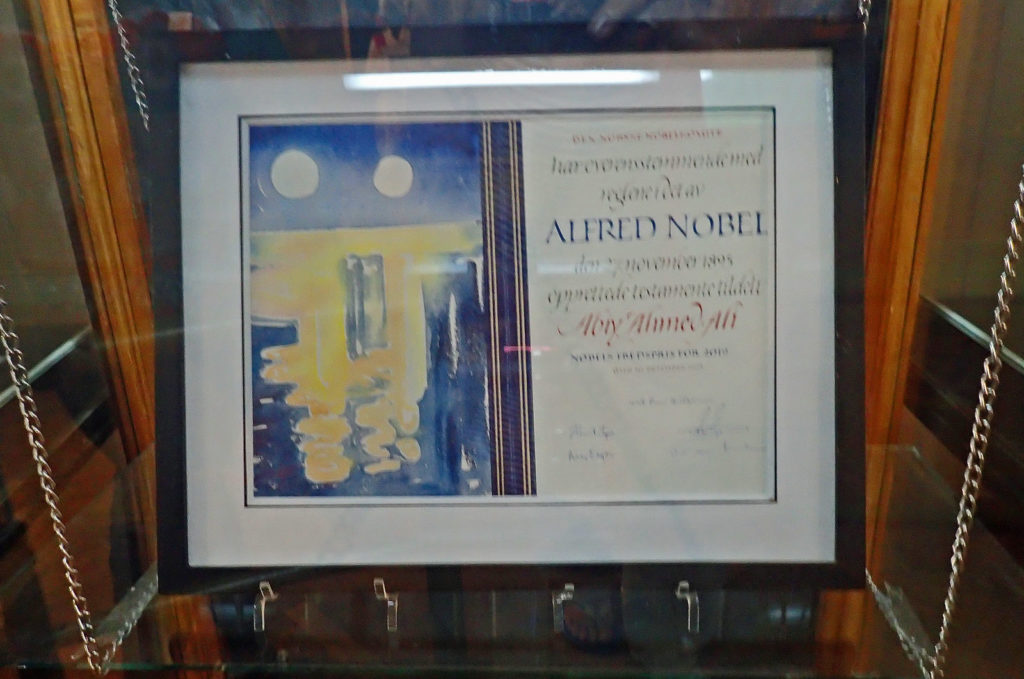 DEN NORSKE NOBELKOMITE
har overensstemmende med
reglene i det av
ALFRED NOBEL
den 27. november 1895
opprettede testamente tildelt
Abiy Ahmed Ali
NOBELS FREDSPRIS FOR 2019